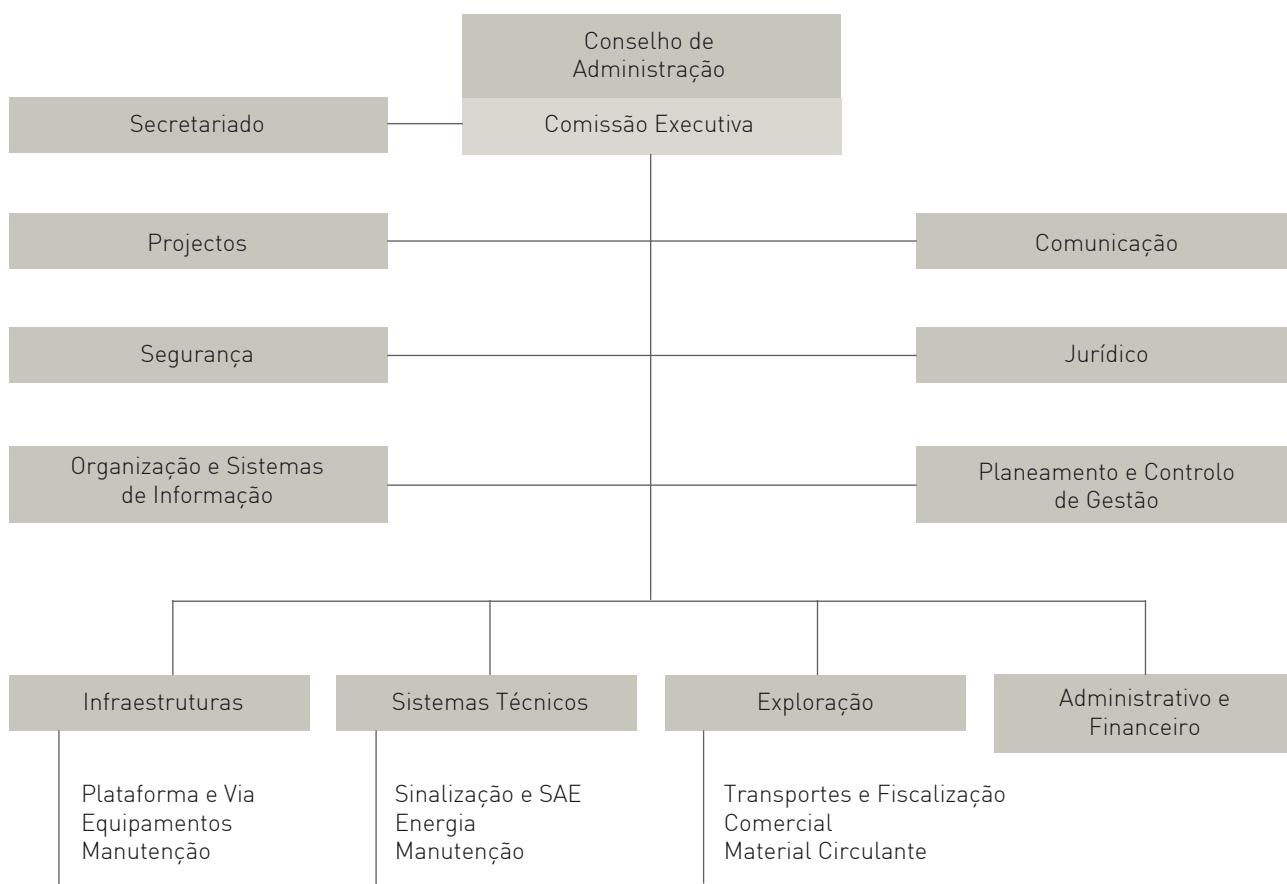 Conselho de
Administração
Secretariado
Comissão Executiva
Projectos
Comunicação
Segurança
Jurídico
Organização e Sistemas
de Informação
Planeamento e Controlo
de Gestão
Infraestruturas
Sistemas Técnicos
Exploração
Administrativo e
Financeiro
Plataforma e Via
Equipamentos
Manutenção
Sinalização e SAE
Energia
Manutenção
Transportes e Fiscalização
Comercial
Material Circulante